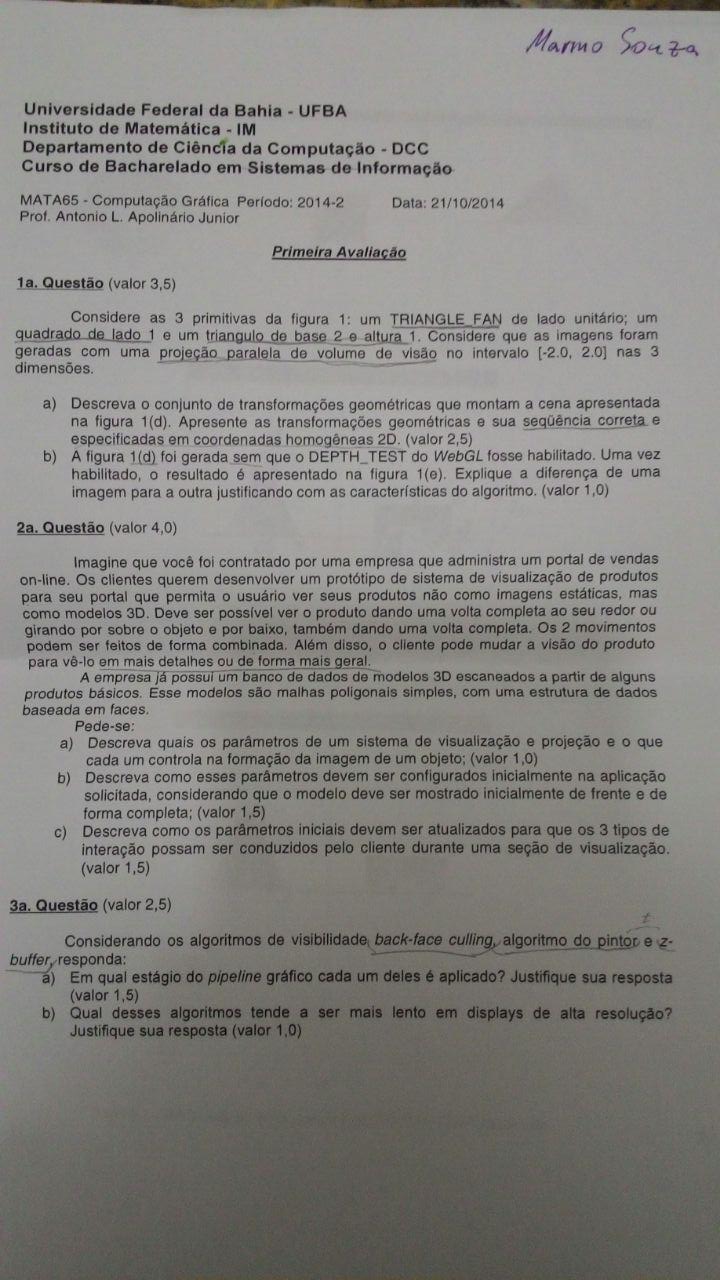 Marmo Souza
Universidade Federal da Bahia - UFBA
Instituto de Matemática - IM
Departamento de Ciência da Computação - DCC
Curso de Bacharelado em Sistemas de Informação
MATA65 - Computação Gráfica Período: 2014-2 Data: 21/10/2014
Prof. Antonio L. Apolinário Junior
Primeira Avaliação
1a. Questão (valor 3,5)
Considere as 3 primitivas da figura 1: um TRIANGLE_FAN de lado unitário; um
quadrado de lado 1 e um triangulo de base 2 e altura 1. Considere que as imagens foram
geradas com uma projeção paralela de volume de visão no intervalo [-2.0, 2.0] nas 3
dimensões.
a) Descreva o conjunto de transformações geométricas que montam a cena apresentada
na figura 1(d). Apresente as transformações geométricas e sua seqüência correta e
especificadas em coordenadas homogêneas 2D. (valor 2,5)
b) A figura 1(d) foi gerada sem que o DEPTH_TEST do WebGL fosse habilitado. Uma vez
habilitado, o resultado é apresentado na figura 1(e). Explique a diferença de uma
imagem para a outra justificando com as características do algoritmo. (valor 1,0)
2a. Questão (valor 4,0)
Imagine que você foi contratado por uma empresa que administra um portal de vendas
on-line. Os clientes querem desenvolver um protótipo de sistema de visualização de produtos
para seu portal que permita o usuário ver seus produtos não como imagens estáticas, mas
como modelos 3D. Deve ser possível ver o produto dando uma volta completa ao seu redor ou
girando por sobre o objeto e por baixo, também dando uma volta completa. Os 2 movimentos
podem ser feitos de forma combinada. Além disso, o cliente pode mudar a visão do produto
para vê-lo em mais detalhes ou de forma mais geral.
A empresa já possui um banco de dados de modelos 3D escaneados a partir de alguns
produtos básicos. Esse modelos são malhas poligonais simples, com uma estrutura de dados
baseada em faces.
Pede-se:
a) Descreva quais os parâmetros de um sistema de visualização e projeção e o que
cada um controla na formação da imagem de um objeto; (valor 1,0)
b) Descreva como esses parâmetros devem ser configurados inicialmente na aplicação
solicitada, considerando que o modelo deve ser mostrado inicialmente de frente e de
forma completa; (valor 1,5)
c) Descreva como os parâmetros iniciais devem ser atualizados para que os 3 tipos de
interação possam ser conduzidos pelo cliente durante uma seção de visualização.
(valor 1,5)
3a. Questão (valor 2,5)
t
Considerando os algoritmos de visibilidade back-face culling, algoritmo do pintor e z-
buffer, responda:
a) Em qual estágio do pipeline gráfico cada um deles é aplicado? Justifique sua resposta
(valor 1,5)
b) Qual desses algoritmos tende a ser mais lento em displays de alta resolução?
Justifique sua resposta (valor 1,0)